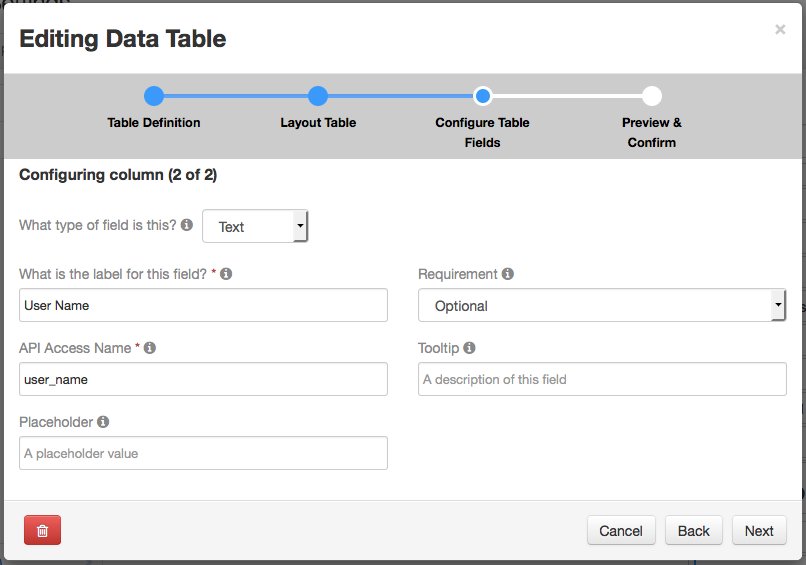 Editing Data Table
×
Table Definition
Layout Table
Configure Table
Fields
Preview &
Confirm
Configuring column (2 of 2)
What type of field is this?
Text
What is the label for this field? *
Requirement
User Name
Optional
API Access Name *
Tooltip
user_name
A description of this field
Placeholder
A placeholder value
Cancel
Back
Next